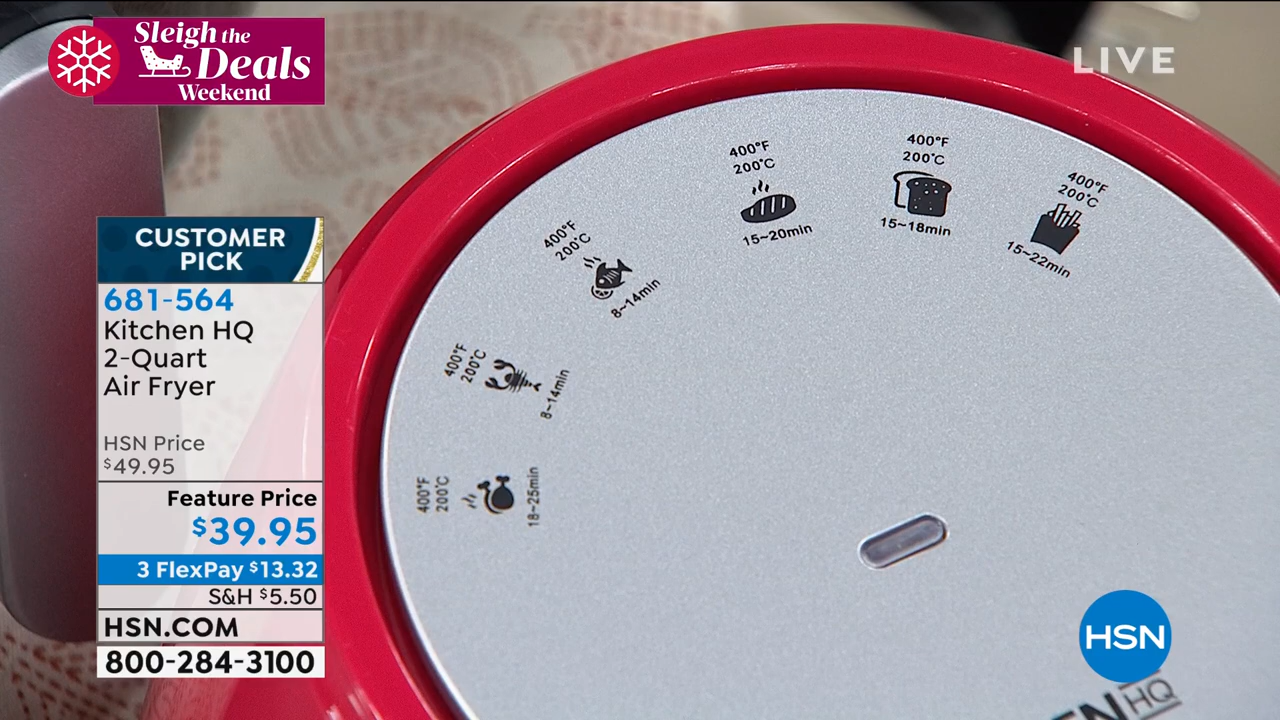 Sleigh the
Deals
Weekend
LIVE
CUSTOMER
PICK
681-564
Kitchen HQ
2-Quart
Air Fryer
HSN Price
$49.95
Feature Price
$39.95
3 FlexPay $13.32
S&H $5.50
HSN.COM
800-284-3100
400°F
200°C
18~25min
400°F
200°C
8~14min
400°F
200°C
8~14min
400°F
200°C
15~20min
400°F
200°C
15~18min
400°F
200°C
15~22min
HSN
HQ